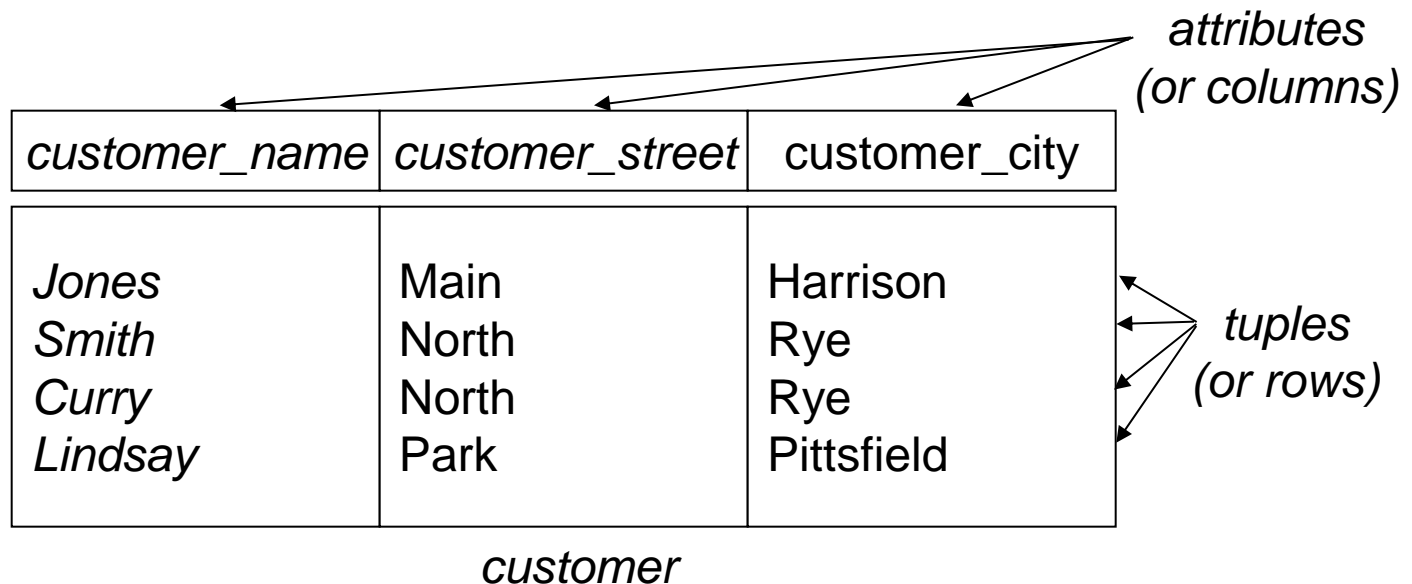 attributes
(or columns)
customer_name customer_street customer_city
Jones Main Harrison
Smith North Rye
Curry North Rye
Lindsay Park Pittsfield
tuples
(or rows)
customer